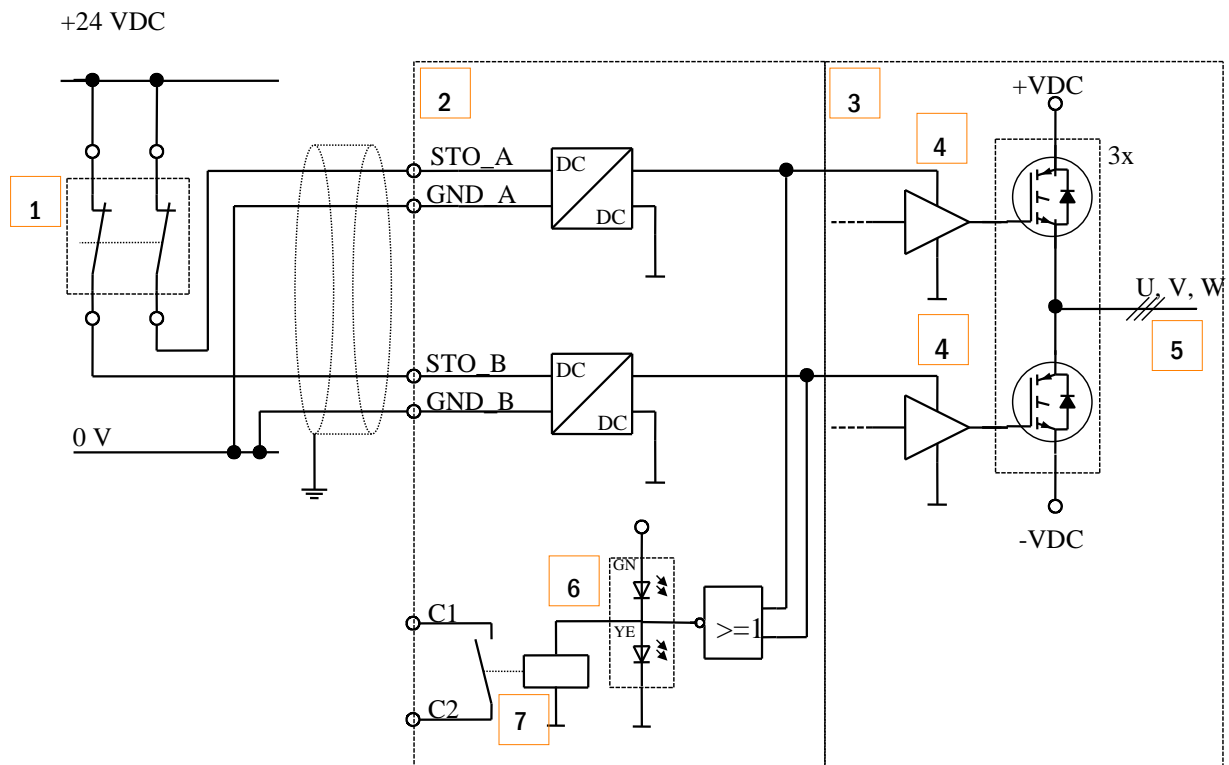 +24 VDC
2
3
+VDC
4
3x
STO_A
DC
DC
GND_A
1
U, V, W
4
5
STO_B
DC
DC
GND_B
0 V
-VDC
6
GN
C1
YE
>=1
C2
7